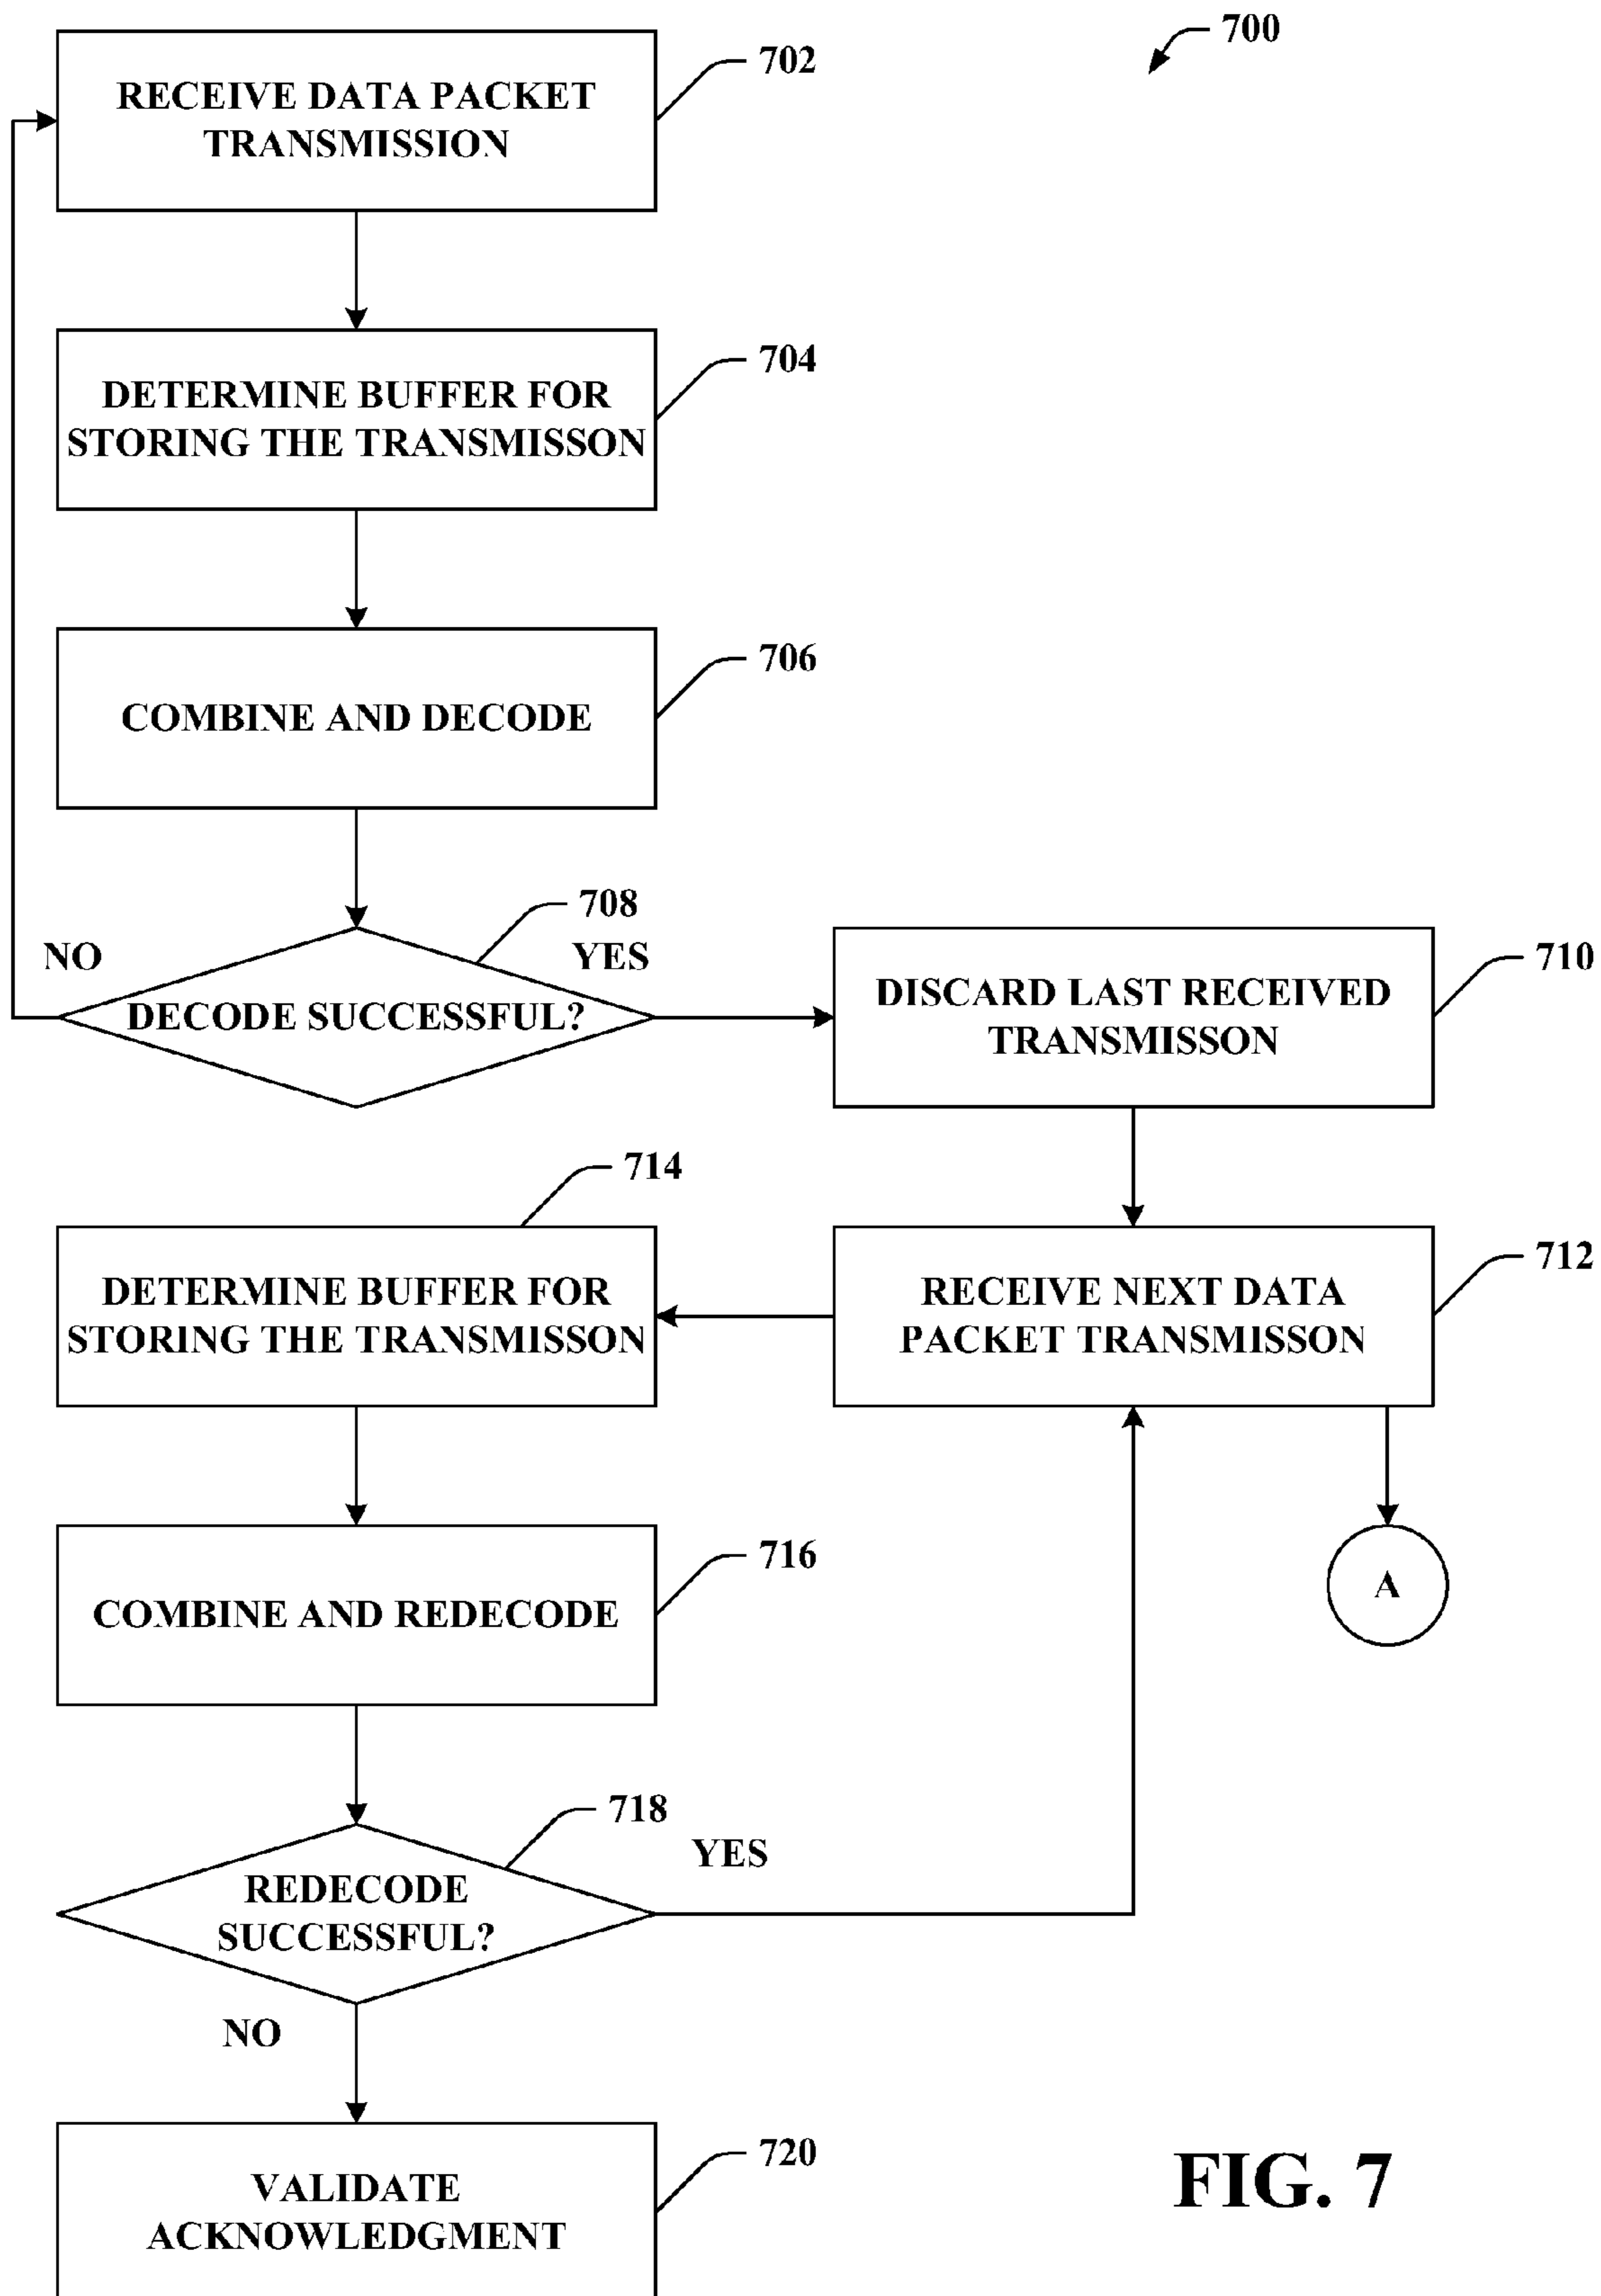 700
702
RECEIVE DATA PACKET
TRANSMISSION
704
DETERMINE BUFFER FOR
STORING THE TRANSMISSON
706
COMBINE AND DECODE
708
NO
YES
DECODE SUCCESSFUL?
710
DISCARD LAST RECEIVED
TRANSMISSON
714
DETERMINE BUFFER FOR
STORING THE TRANSMISSON
712
RECEIVE NEXT DATA
PACKET TRANSMISSON
716
COMBINE AND REDECODE
A
718
YES
REDECODE
SUCCESSFUL?
NO
720
VALIDATE
ACKNOWLEDGMENT
FIG. 7